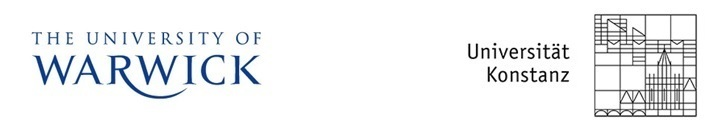 THE UNIVERSITY OF
WARWICK
Universität
Konstanz